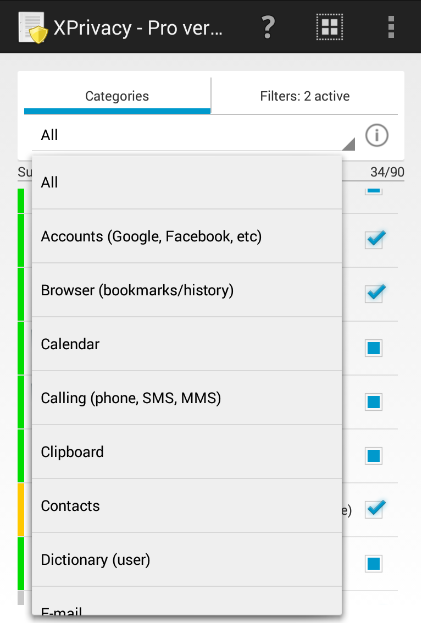 XPrivacy - Pro ver...
?
Categories
Filters: 2 active
All
i
Su
34/90
All
Accounts (Google, Facebook, etc)
Browser (bookmarks/history)
Calendar
Calling (phone, SMS, MMS)
Clipboard
Contacts
e)
Dictionary (user)
E-mail